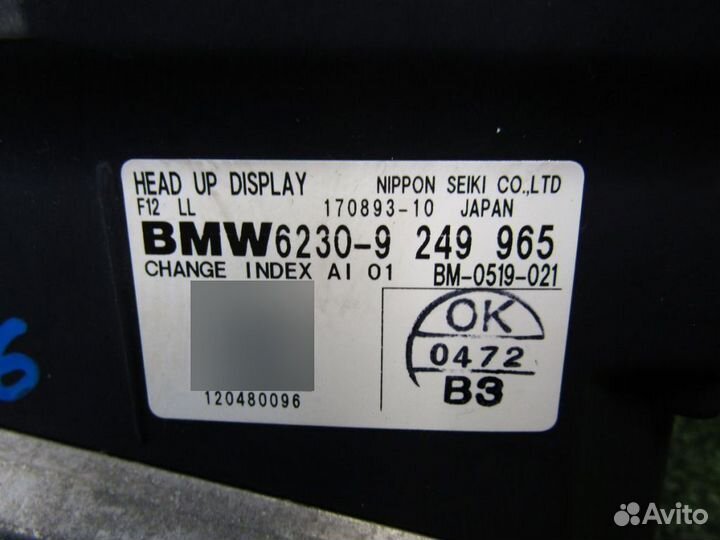 HEAD UP DISPLAY NIPPON SEIKI CO.,LTD
F12 LL 170893-10 JAPAN
BMW6230-9 249 965
CHANGE INDEX AI 01 BM-0519-021
OK
0472
B3
120480096
6
Avito